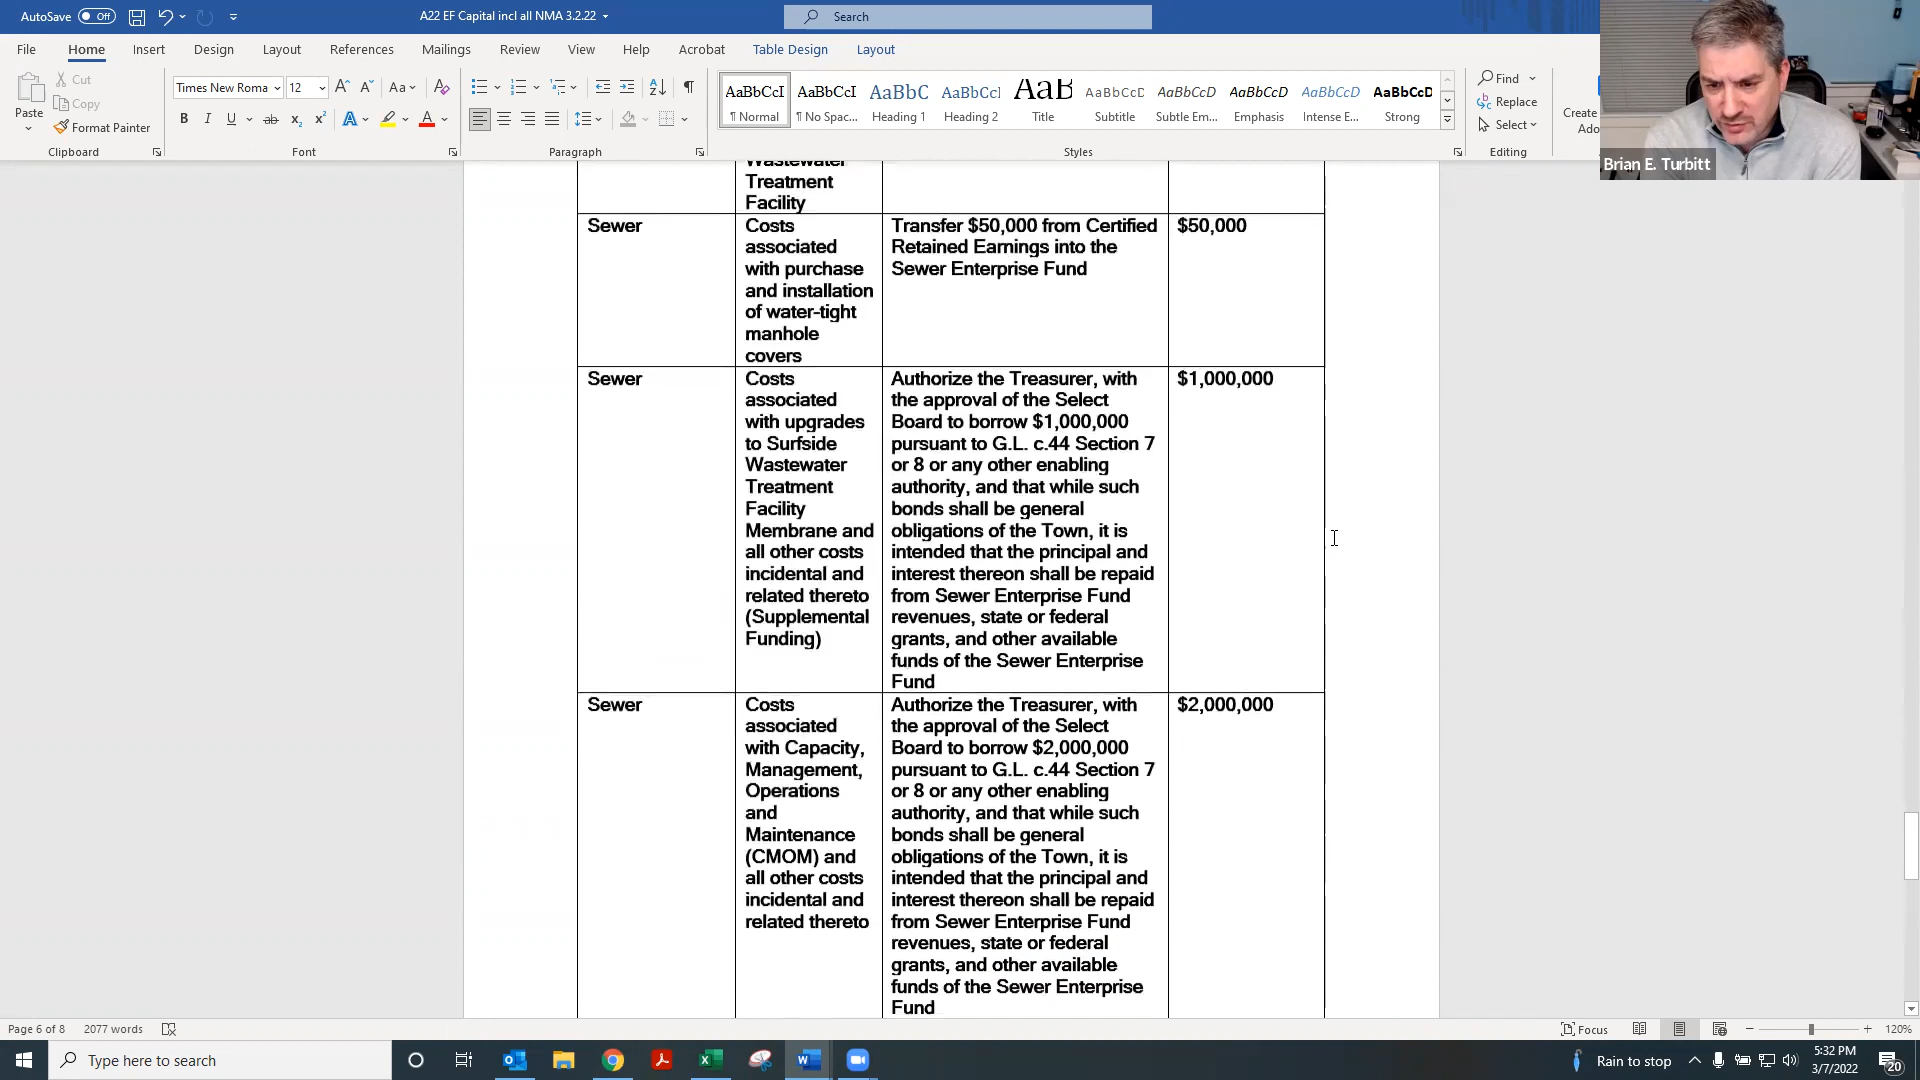 AutoSave Off
A22 EF Capital incl all NMA 3.2.22
Search
File Home Insert Design Layout References Mailings Review View Help Acrobat Table Design Layout
Paste
Cut
Copy
Format Painter
Clipboard
Times New Roma 12
Font
Paragraph
AaBbCcI AaBbCcI AaBbC AaBbCcI AaB AaBbCcD AaBbCcD AaBbCcD AaBbCcD AaBbCcD
¶ Normal ¶ No Spac... Heading 1 Heading 2 Title Subtitle Subtle Em... Emphasis Intense E... Strong
Styles
Find
Replace
Select
Editing
Create
Ado
Brian E. Turbitt
Wastewater
Treatment
Facility
Sewer
Costs
associated
with purchase
and installation
of water-tight
manhole
covers
Transfer $50,000 from Certified
Retained Earnings into the
Sewer Enterprise Fund
$50,000
Sewer
Costs
associated
with upgrades
to Surfside
Wastewater
Treatment
Facility
Membrane and
all other costs
incidental and
related thereto
(Supplemental
Funding)
Authorize the Treasurer, with
the approval of the Select
Board to borrow $1,000,000
pursuant to G.L. c.44 Section 7
or 8 or any other enabling
authority, and that while such
bonds shall be general
obligations of the Town, it is
intended that the principal and
interest thereon shall be repaid
from Sewer Enterprise Fund
revenues, state or federal
grants, and other available
funds of the Sewer Enterprise
Fund
$1,000,000
Sewer
Costs
associated
with Capacity,
Management,
Operations
and
Maintenance
(CMOM) and
all other costs
incidental and
related thereto
Authorize the Treasurer, with
the approval of the Select
Board to borrow $2,000,000
pursuant to G.L. c.44 Section 7
or 8 or any other enabling
authority, and that while such
bonds shall be general
obligations of the Town, it is
intended that the principal and
interest thereon shall be repaid
from Sewer Enterprise Fund
revenues, state or federal
grants, and other available
funds of the Sewer Enterprise
Fund
$2,000,000
Page 6 of 8 2077 words
Focus
120%
Type here to search
Rain to stop
5:32 PM
3/7/2022
20